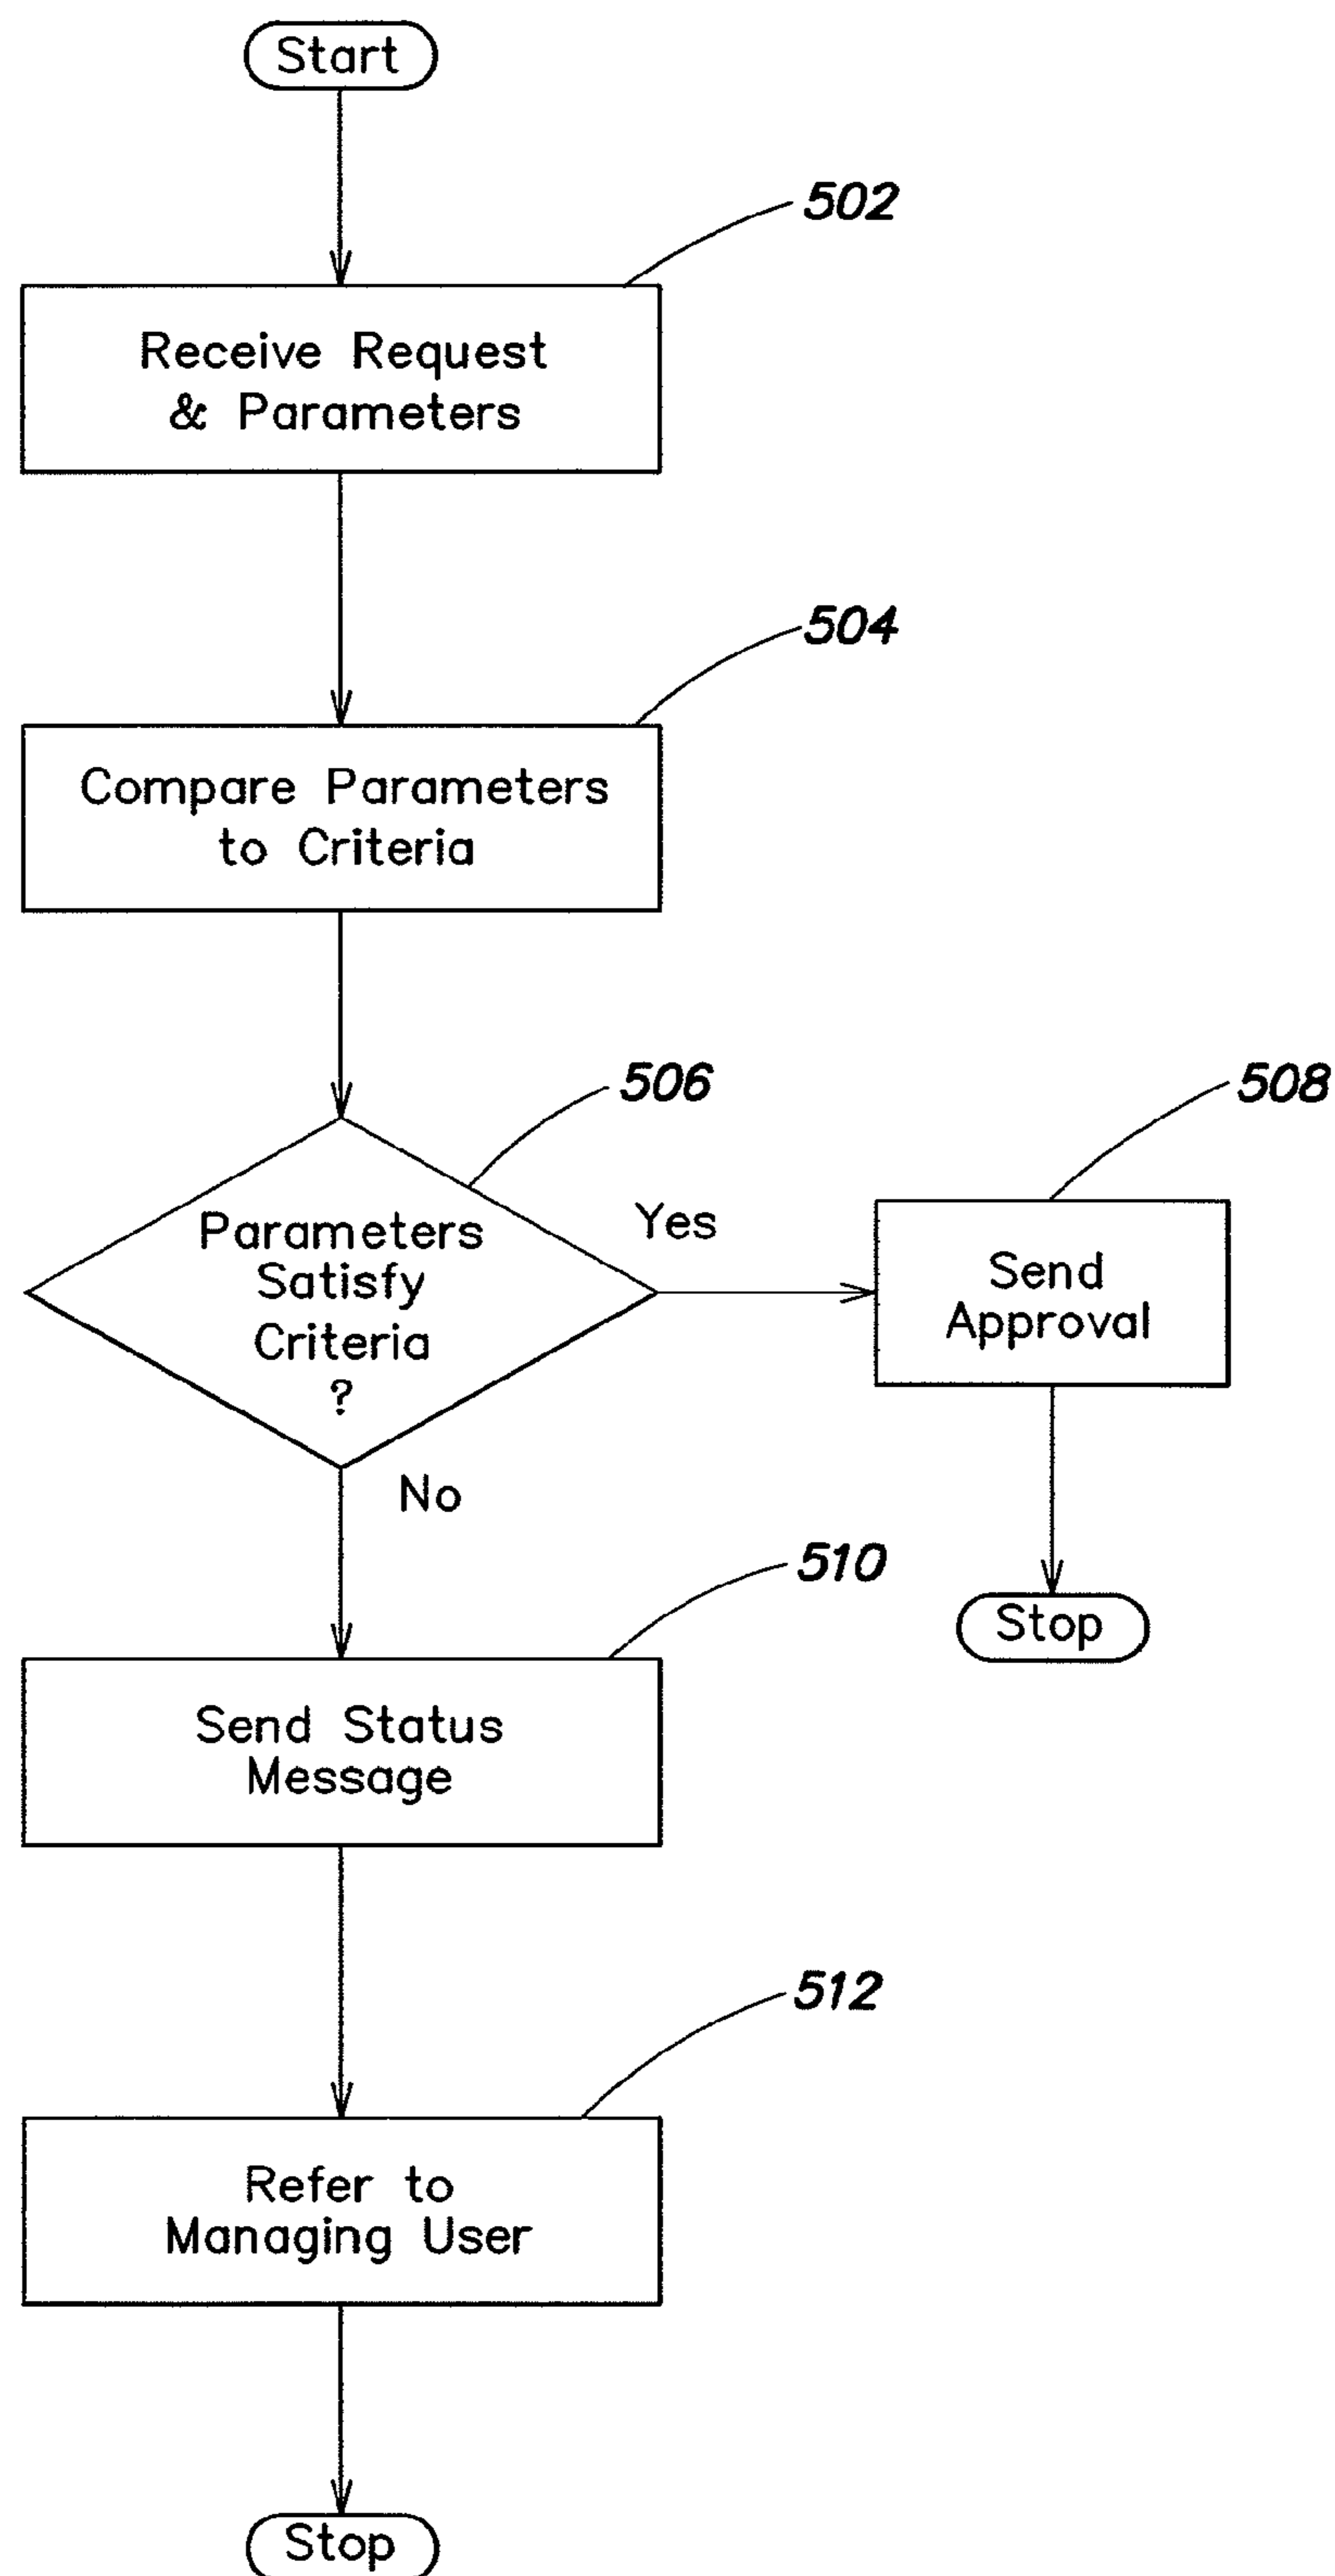 Start
502
Receive Request
& Parameters
504
Compare Parameters
to Criteria
506
508
Parameters
Satisfy
Criteria
?
Yes
Send
Approval
No
510
Stop
Send Status
Message
512
Refer to
Managing User
Stop